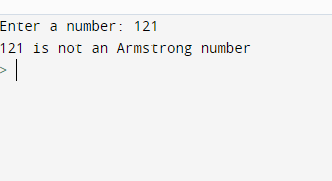 Enter a number: 121
121 is not an Armstrong number
>